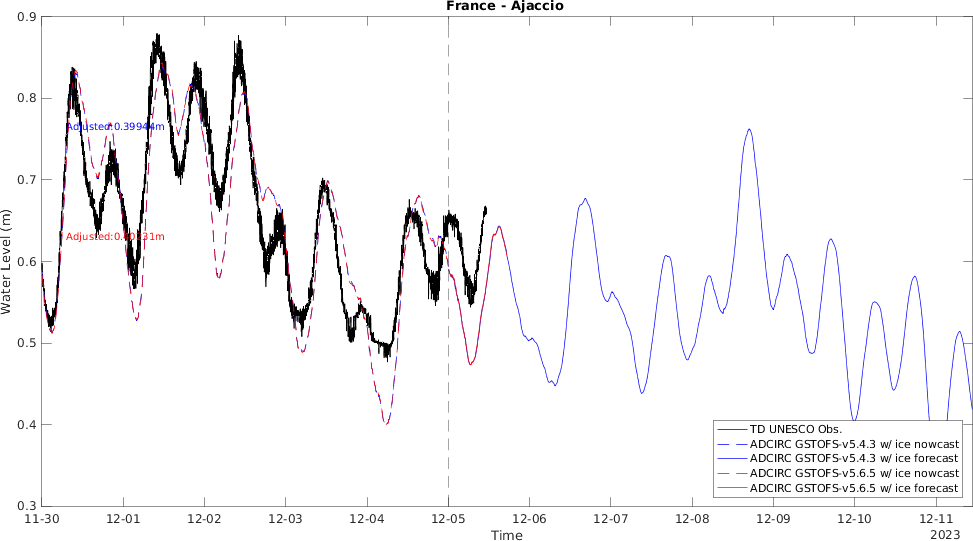 France - Ajaccio
Water Level (m)
0.9
0.8
0.7
0.6
0.5
0.4
0.3
Adjusted:0.39944m
Adjusted:
TD UNESCO Obs.
ADCIRC GSTOFS-v5.4.3 w/ ice nowcast
ADCIRC GSTOFS-v5.4.3 w/ ice forecast
ADCIRC GSTOFS-v5.6.5 w/ ice nowcast
ADCIRC GSTOFS-v5.6.5 w/ ice forecast
11-30 12-01 12-02 12-03 12-04 12-05 12-06 12-07 12-08 12-09 12-10 12-11
Time
2023